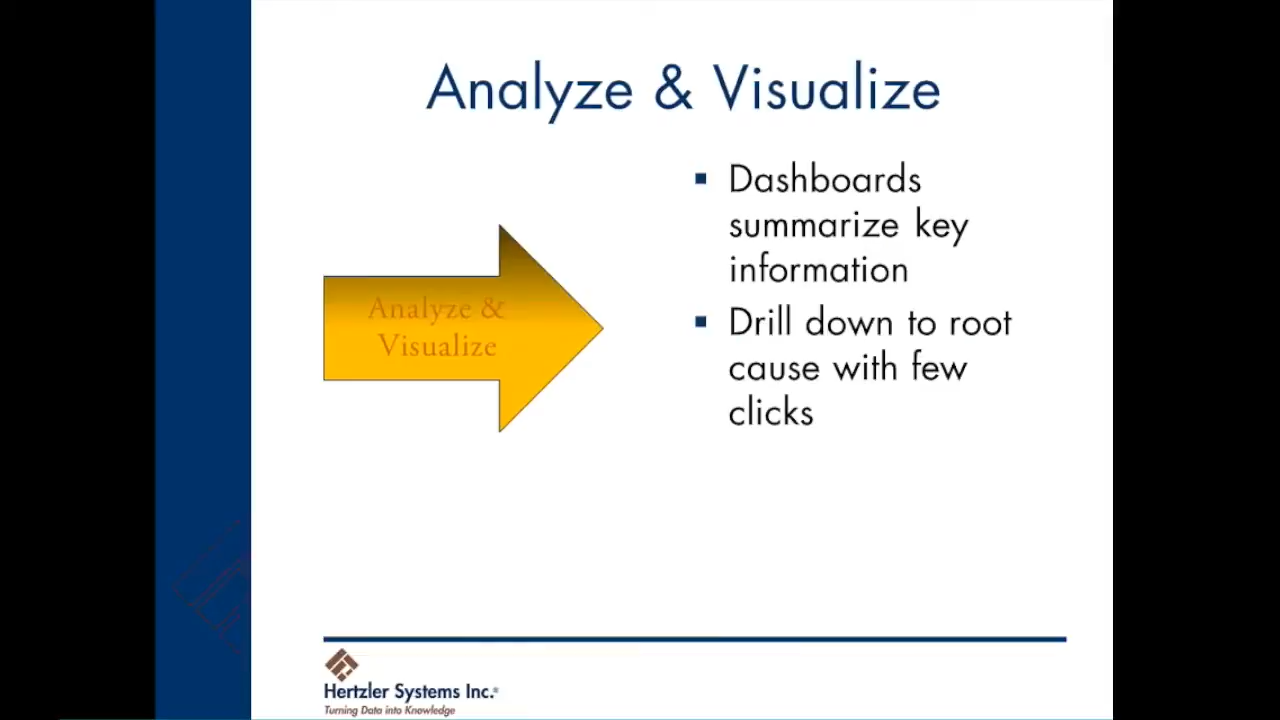 Analyze & Visualize
Analyze &
Visualize
▪ Dashboards
summarize key
information
▪ Drill down to root
cause with few
clicks
Hertzler Systems Inc.®
Turning Data into Knowledge